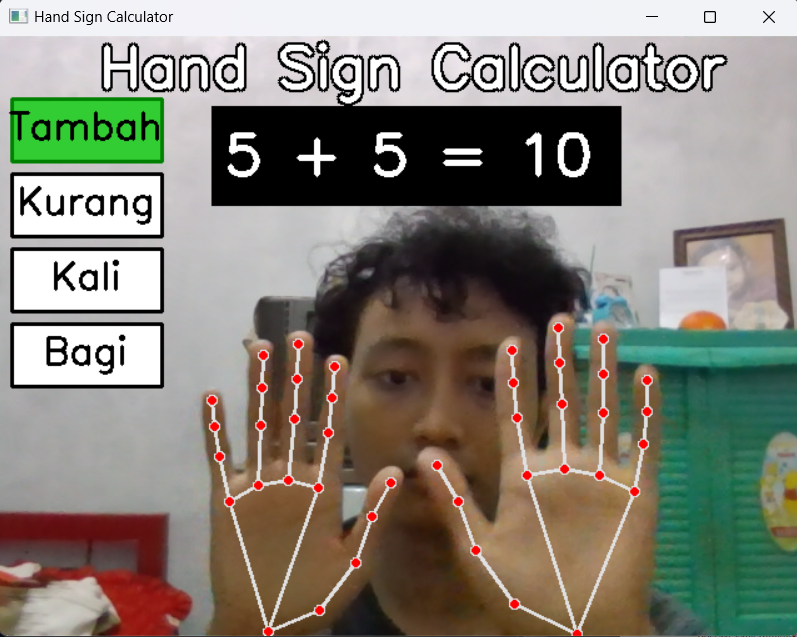 Hand Sign Calculator
Hand Sign Calculator
Tambah
5 + 5 = 10
Kurang
Kali
Bagi